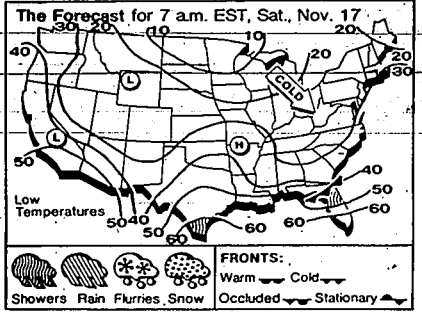 The Forecast for 7 a.m. EST, Sat., Nov. 17
30 20 10 10 20
40 20 20
30
L
COLD
L H
50
40
Low
Temperatures
50
60
50 40 50 60 60
60
FRONTS:
Warm Cold
Showers Rain Flurries Snow
Occluded Stationary